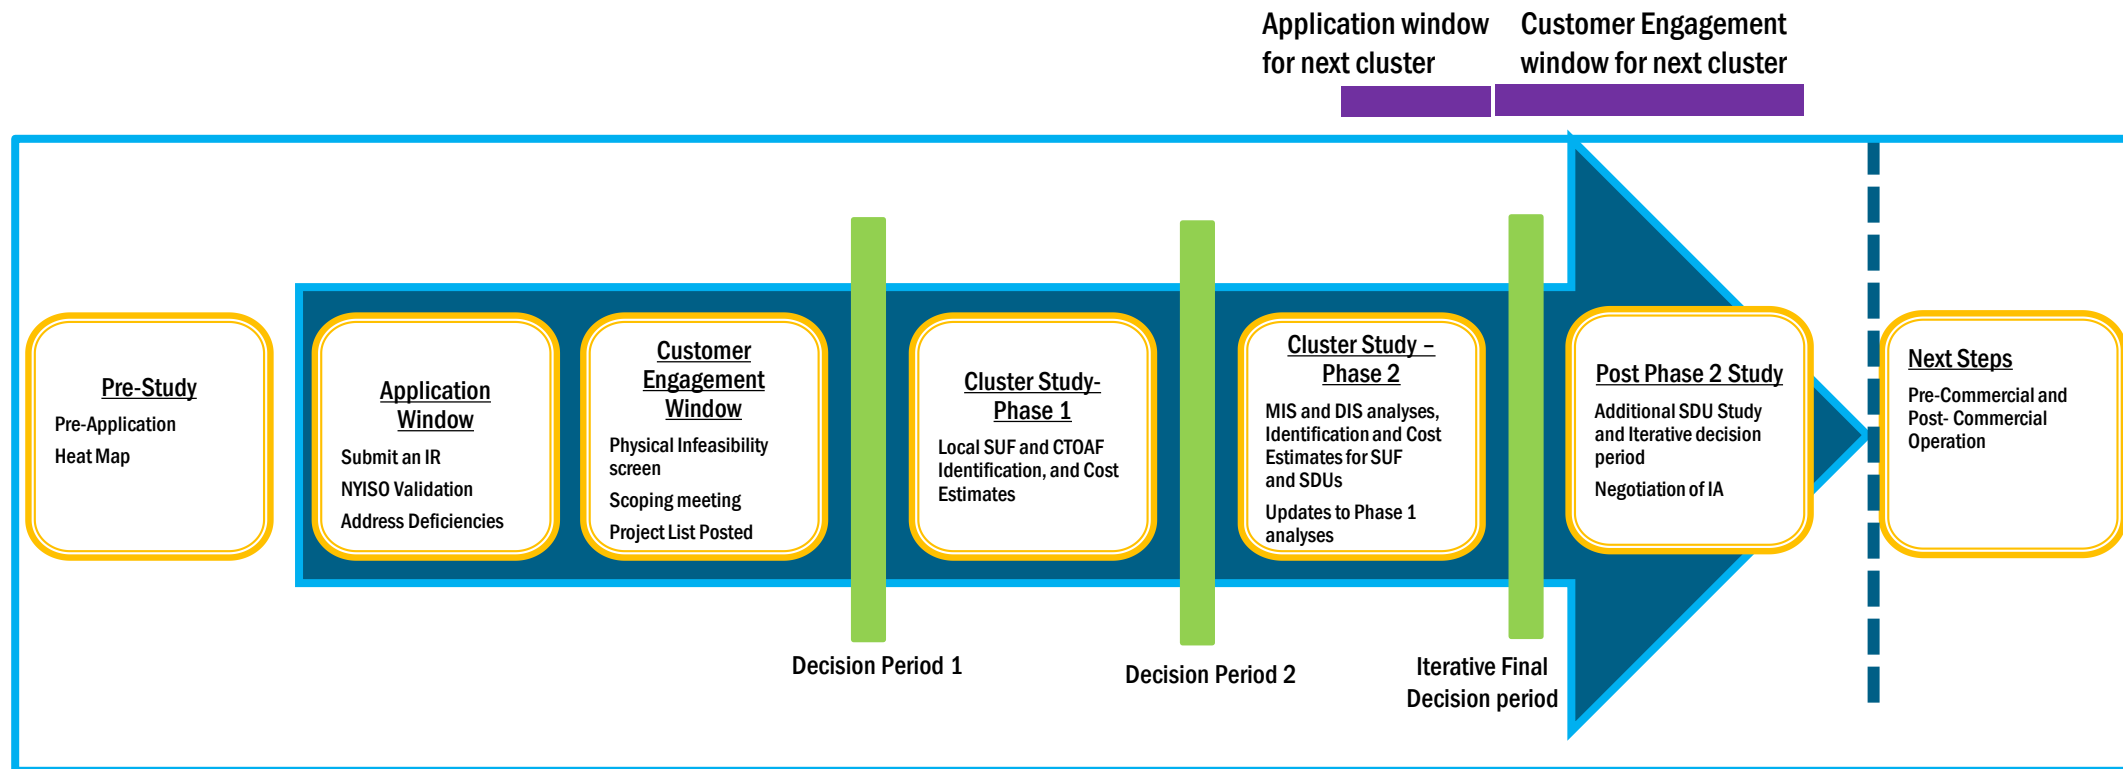 Application window
for next cluster
Customer Engagement
window for next cluster
Pre-Study
Pre-Application
Heat Map
Application
Window
Submit an IR
NYISO Validation
Address Deficiencies
Customer
Engagement
Window
Physical Infeasibility
screen
Scoping meeting
Project List Posted
Decision Period 1
Cluster Study-
Phase 1
Local SUF and CTOAF
Identification, and Cost
Estimates
Decision Period 2
Cluster Study –
Phase 2
MIS and DIS analyses,
Identification and Cost
Estimates for SUF
and SDUs
Updates to Phase 1
analyses
Iterative Final
Decision period
Post Phase 2 Study
Additional SDU Study
and Iterative decision
period
Negotiation of IA
Next Steps
Pre-Commercial and
Post- Commercial
Operation